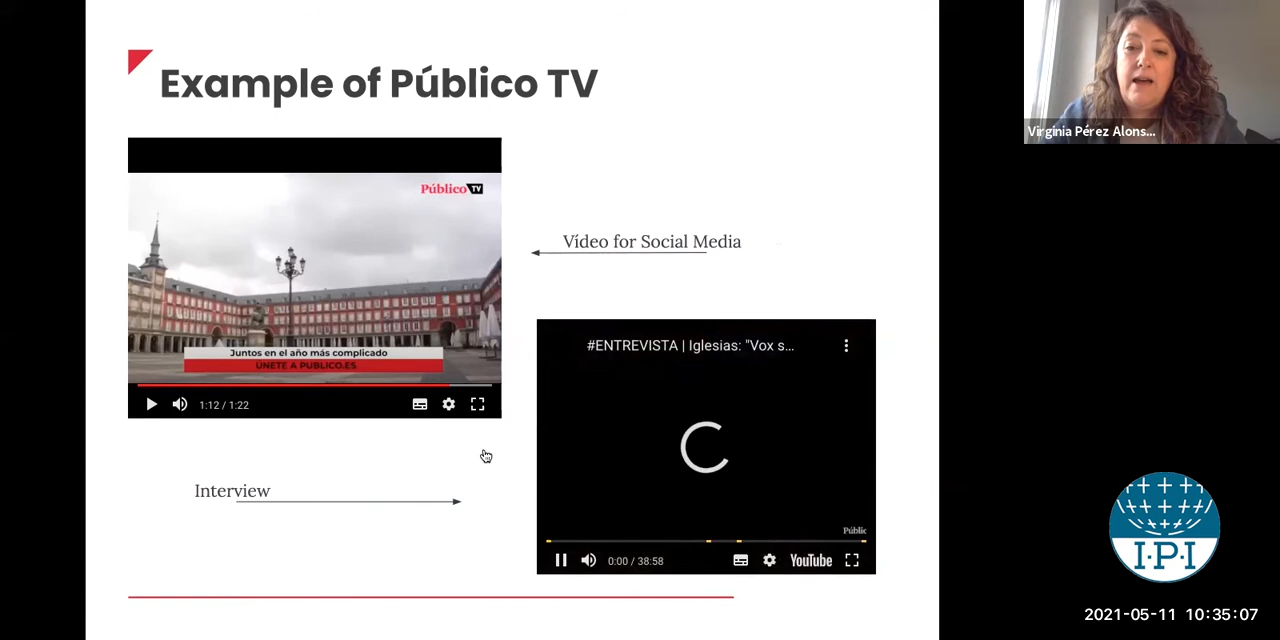 Example of Público TV
Virginia Pérez Alons...
Público TV
Vídeo for Social Media
Juntos en el año más complicado
ÚNETE A PUBLICO.ES
1:12 / 1:22
#ENTREVISTA | Iglesias: "Vox s...
Interview
Públic
0:00 / 38:58
YouTube
I·P·I
2021-05-11 10:35:07